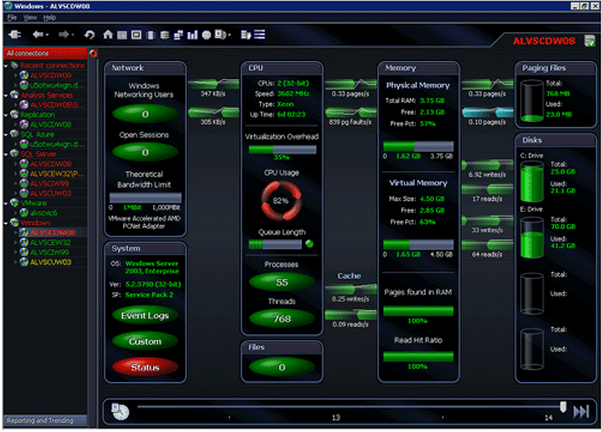 Windows - ALVSCDW08
File View Help
ALVSCDW08
All connections
Recent connections
ALVSCDW08
u5otwu4xgn.d...
Analysis Services
ALVSCDW08\S...
Replication
ALVSCDW08
SQL Azure
u5otwu4xgn.d...
SQL Server
ALVSCDW08
ALVSCEW32\P...
ALVSCIW99
ALVSCUW03
VMware
alvscvic6
Windows
ALVSCDW08
ALVSCEW32
ALVSCIW99
ALVSCUW03
Reporting and Trending
Network
Windows
Networking Users
0
Open Sessions
0
Theoretical
Bandwidth Limit
0 1MBit 1,000MBit
VMware Accelerated AMD
PCNet Adapter
System
OS: Windows Server
2003, Enterprise
Ver: 5.2.3790 (32-bit)
SP: Service Pack 2
Event Logs
Custom
Status
347 KB/s
305 KB/s
CPU
CPUs: 2 (32-bit)
Speed: 3602 MHz
Type: Xeon
Up Time: 6d 02:23
Virtualization Overhead
35%
CPU Usage
82%
Queue Length
Processes
55
Threads
768
Files
0
0.33 pages/s
839 pg faults/s
Cache
8.25 writes/s
0.09 reads/s
Memory
Physical Memory
Total RAM: 3.75 GB
Free: 2.13 GB
Free Pct: 57%
0 1.62 GB 3.75 GB
Virtual Memory
Max Size: 4.50 GB
Free: 2.85 GB
Free Pct: 63%
0 1.65 GB 4.50 GB
Pages found in RAM
100%
Read Hit Ratio
100%
0.33 pages/s
0.10 pages/s
6.92 writes/s
17 reads/s
33 writes/s
64 reads/s
Paging Files
Total:
768 MB
Used:
23.0 MB
Disks
C: Drive
Total:
25.0 GB
Used:
21.1 GB
E: Drive
Total:
70.0 GB
Used:
41.2 GB
Total:
Used:
Total:
Used:
13
14